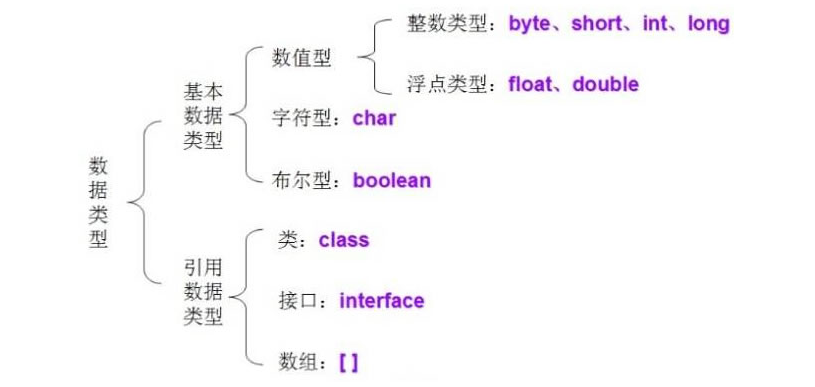 数据类型
基本数据类型
数值型
整数类型：byte、short、int、long
浮点类型：float、double
字符型：char
布尔型：boolean
引用数据类型
类：class
接口：interface
数组：[ ]